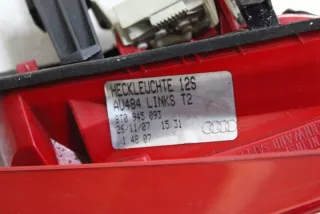 HECKLEUCHTE 12S
AU484 LINKS T2
8T0 945 093
26/11/07 15 31
1 48 07